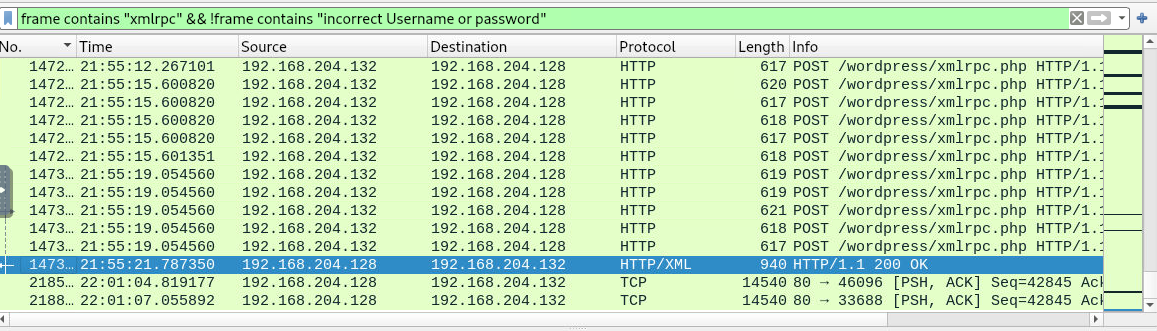 frame contains "xmlrpc" && !frame contains "incorrect Username or password"
No. Time Source Destination Protocol Length Info
1472… 21:55:12.267101 192.168.204.132 192.168.204.128 HTTP 617 POST /wordpress/xmlrpc.php HTTP/1.1
1472… 21:55:15.600820 192.168.204.132 192.168.204.128 HTTP 620 POST /wordpress/xmlrpc.php HTTP/1.1
1472… 21:55:15.600820 192.168.204.132 192.168.204.128 HTTP 617 POST /wordpress/xmlrpc.php HTTP/1.1
1472… 21:55:15.600820 192.168.204.132 192.168.204.128 HTTP 618 POST /wordpress/xmlrpc.php HTTP/1.1
1472… 21:55:15.600820 192.168.204.132 192.168.204.128 HTTP 617 POST /wordpress/xmlrpc.php HTTP/1.1
1472… 21:55:15.601351 192.168.204.132 192.168.204.128 HTTP 618 POST /wordpress/xmlrpc.php HTTP/1.1
1473… 21:55:19.054560 192.168.204.132 192.168.204.128 HTTP 619 POST /wordpress/xmlrpc.php HTTP/1.1
1473… 21:55:19.054560 192.168.204.132 192.168.204.128 HTTP 619 POST /wordpress/xmlrpc.php HTTP/1.1
1473… 21:55:19.054560 192.168.204.132 192.168.204.128 HTTP 621 POST /wordpress/xmlrpc.php HTTP/1.1
1473… 21:55:19.054560 192.168.204.132 192.168.204.128 HTTP 618 POST /wordpress/xmlrpc.php HTTP/1.1
1473… 21:55:19.054560 192.168.204.132 192.168.204.128 HTTP 617 POST /wordpress/xmlrpc.php HTTP/1.1
1473… 21:55:21.787350 192.168.204.128 192.168.204.132 HTTP/XML 940 HTTP/1.1 200 OK
2185… 22:01:04.819177 192.168.204.128 192.168.204.132 TCP 14540 80 → 46096 [PSH, ACK] Seq=42845 Ack
2188… 22:01:07.055892 192.168.204.128 192.168.204.132 TCP 14540 80 → 33688 [PSH, ACK] Seq=42845 Ack